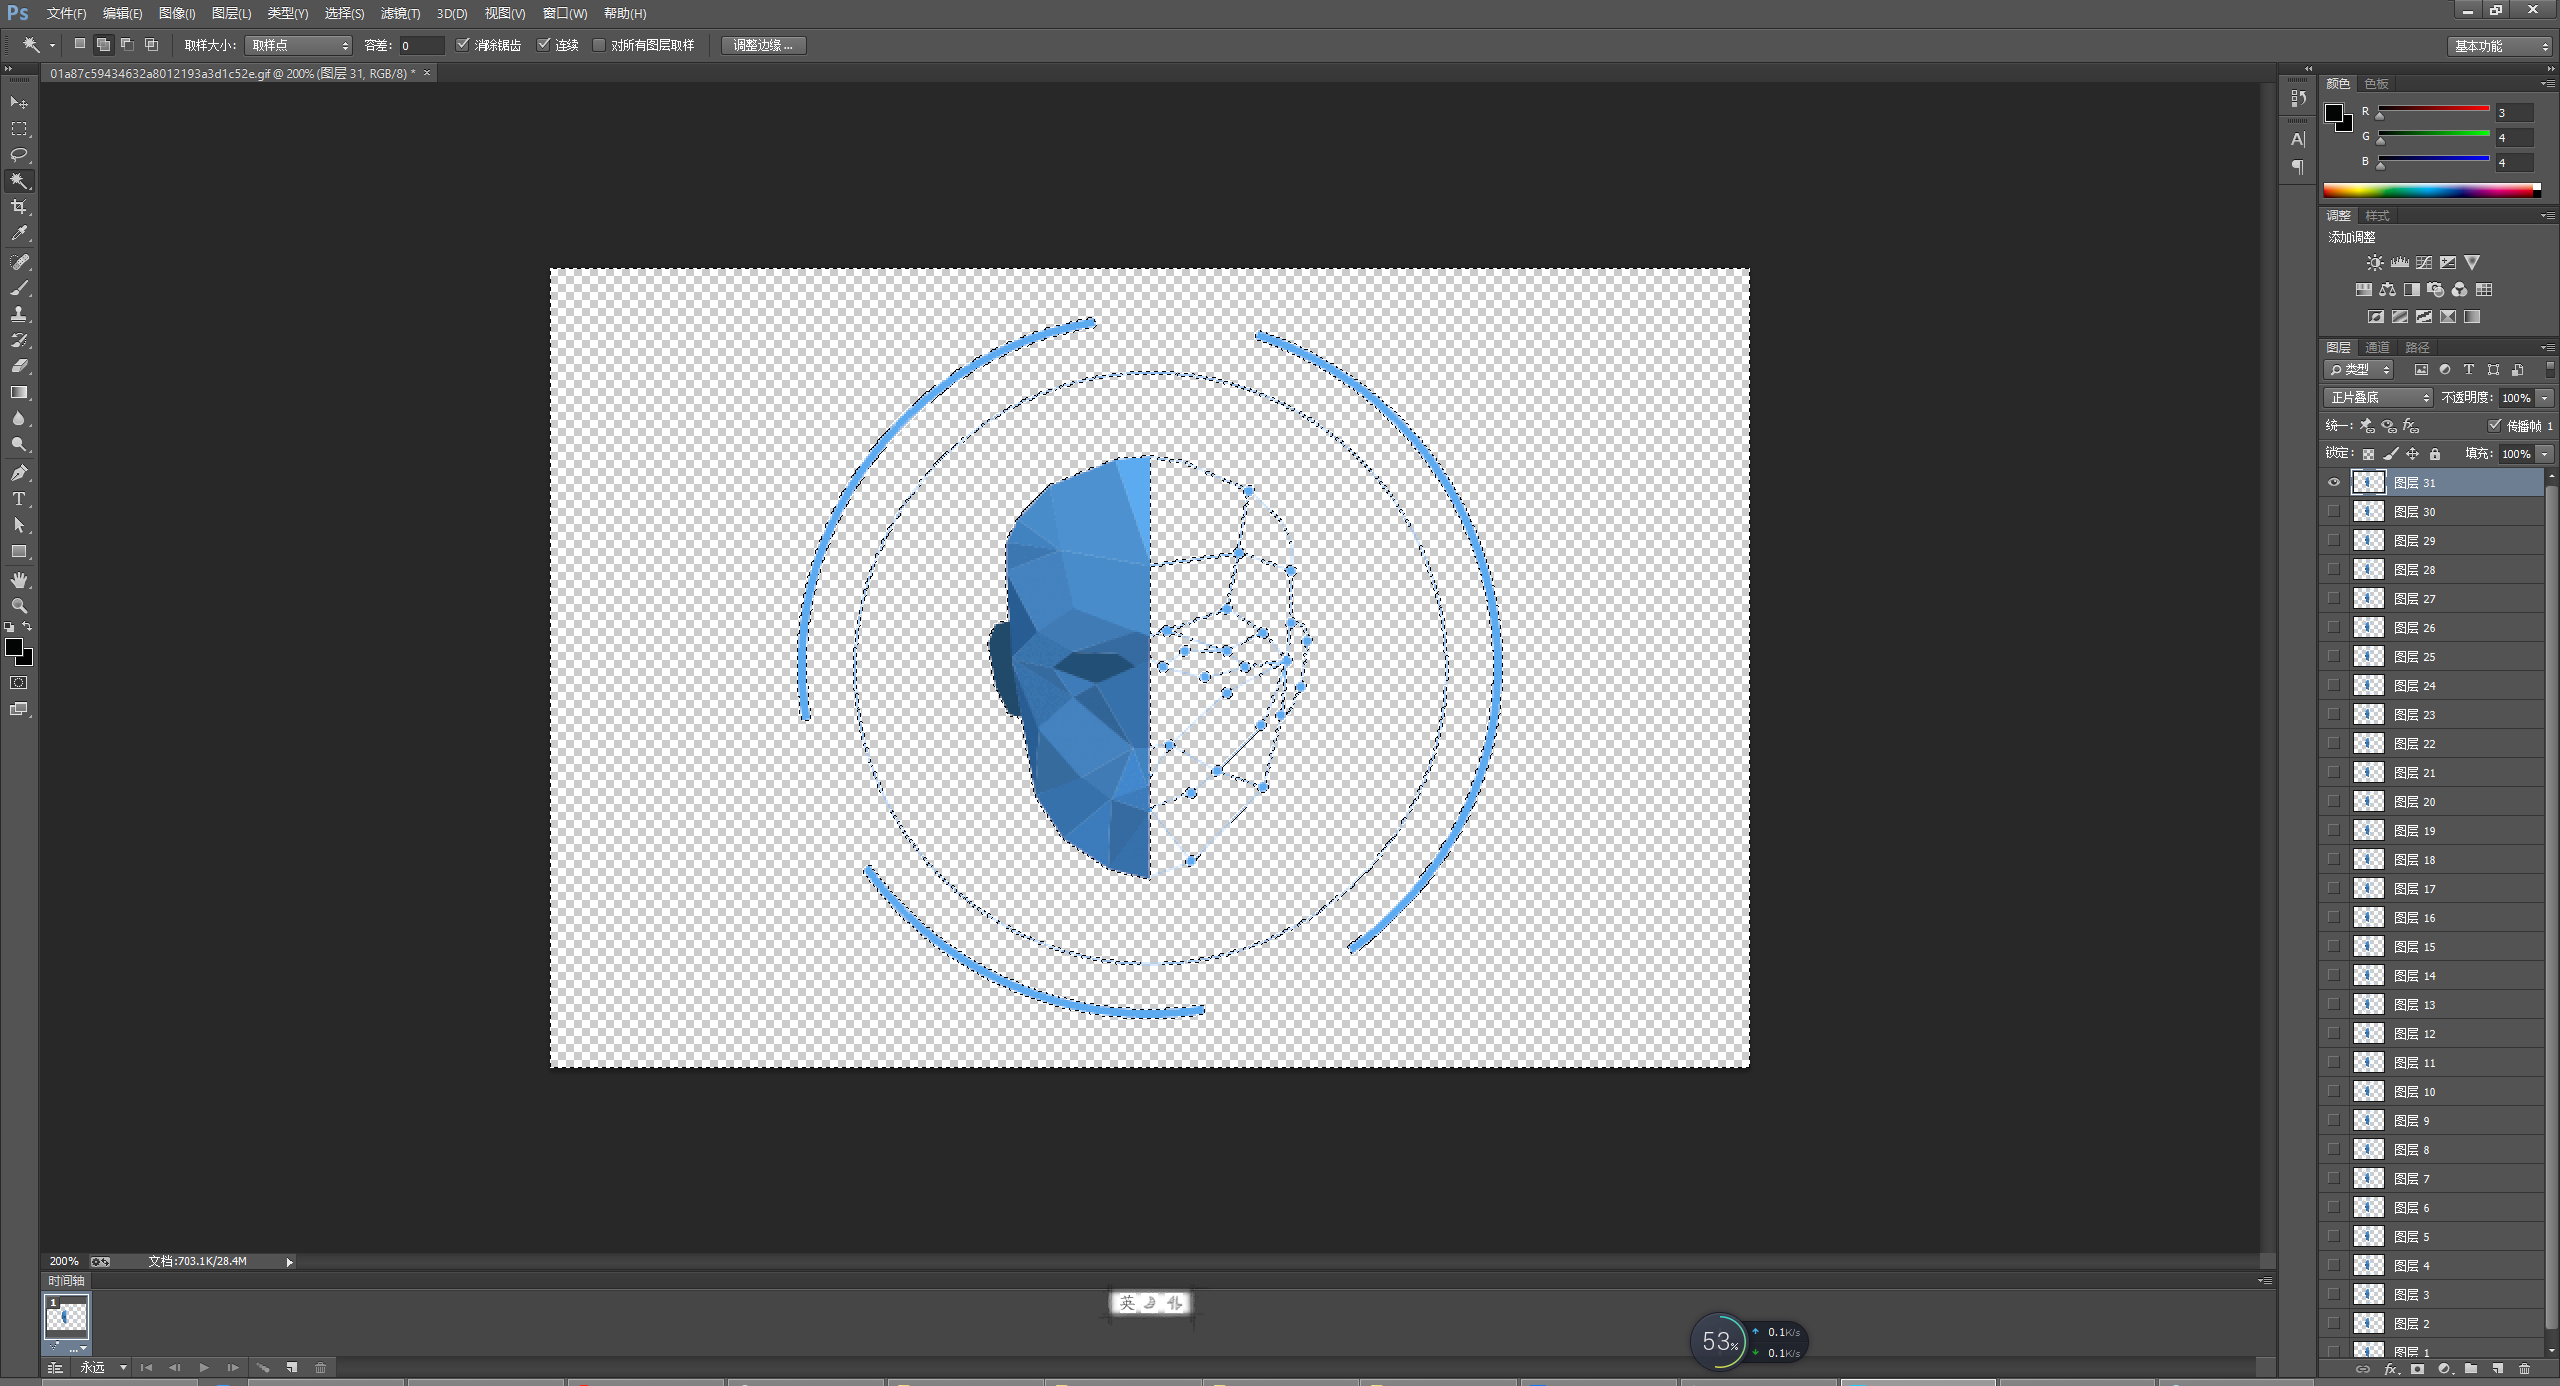 Ps 文件(F) 编辑(E) 图像(I) 图层(L) 类型(Y) 选择(S) 滤镜(T) 3D(D) 视图(V) 窗口(W) 帮助(H)
取样大小: 取样点 容差: 0 消除锯齿 连续 对所有图层取样 调整边缘... 基本功能
01a87c59434632a8012193a3d1c52e.gif @ 200% (图层 31, RGB/8) * ×
颜色 色板
R 3
G 4
B 4
调整 样式
添加调整
图层 通道 路径
类型
正片叠底 不透明度: 100%
统一: 传播帧 1
锁定: 填充: 100%
图层 31
图层 30
图层 29
图层 28
图层 27
图层 26
图层 25
图层 24
图层 23
图层 22
图层 21
图层 20
图层 19
图层 18
图层 17
图层 16
图层 15
图层 14
图层 13
图层 12
图层 11
图层 10
图层 9
图层 8
图层 7
图层 6
图层 5
图层 4
图层 3
图层 2
图层 1
200% 文档:703.1K/28.4M
时间轴
1
永远
英
53%
0.1K/s
0.1K/s